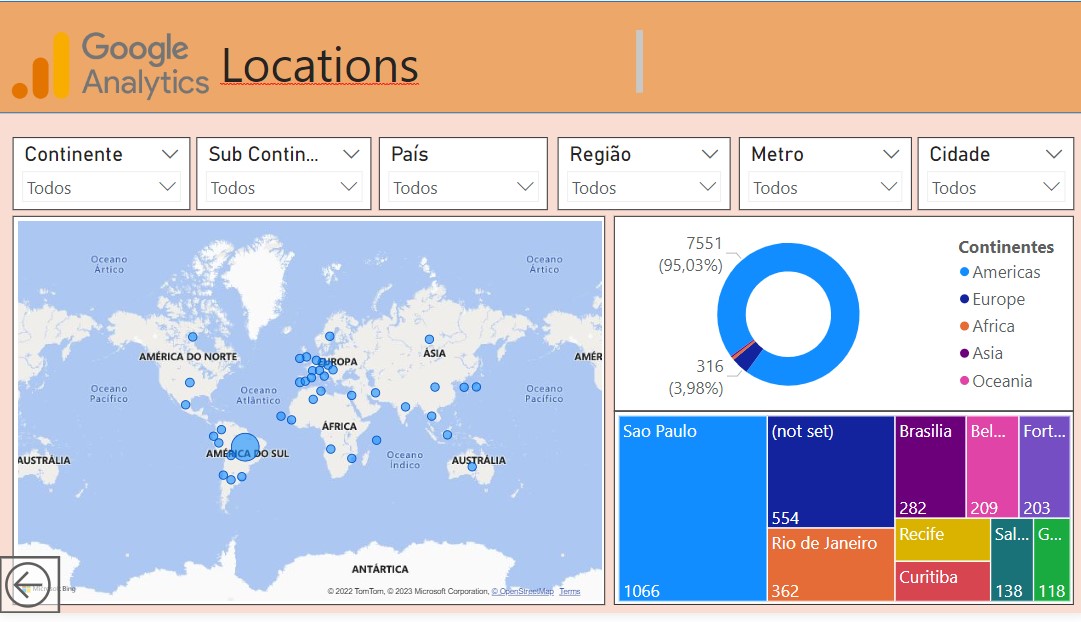 Google
Analytics
Locations
Continente
Todos
Sub Contin...
Todos
País
Todos
Região
Todos
Metro
Todos
Cidade
Todos
Oceano
Ártico
Oceano
Ártico
AMÉRICA DO NORTE
EUROPA
ÁSIA
AMÉR
Oceano
Pacífico
Oceano
Atlântico
Oceano
Pacífico
ÁFRICA
AMÉRICA DO SUL
Oceano
Índico
AUSTRÁLIA
AUSTRÁLIA
ANTÁRTICA
Microsoft Bing
© 2022 TomTom, © 2023 Microsoft Corporation, © OpenStreetMap Terms
7551
(95,03%)
316
(3,98%)
Continentes
Americas
Europe
Africa
Asia
Oceania
Sao Paulo
1066
(not set)
554
Rio de Janeiro
362
Brasilia
282
Bel...
209
Fort...
203
Recife
Curitiba
Sal...
138
G...
118